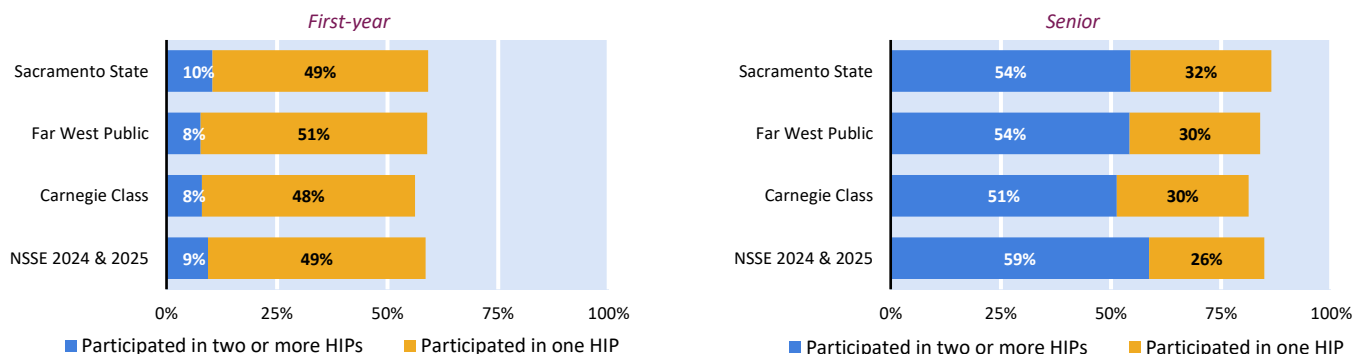 First-year
Sacramento State
10%
49%
Far West Public
8%
51%
Carnegie Class
8%
48%
NSSE 2024 & 2025
9%
49%
0% 25% 50% 75% 100%
Participated in two or more HIPs Participated in one HIP
Senior
Sacramento State
54%
32%
Far West Public
54%
30%
Carnegie Class
51%
30%
NSSE 2024 & 2025
59%
26%
0% 25% 50% 75% 100%
Participated in two or more HIPs Participated in one HIP